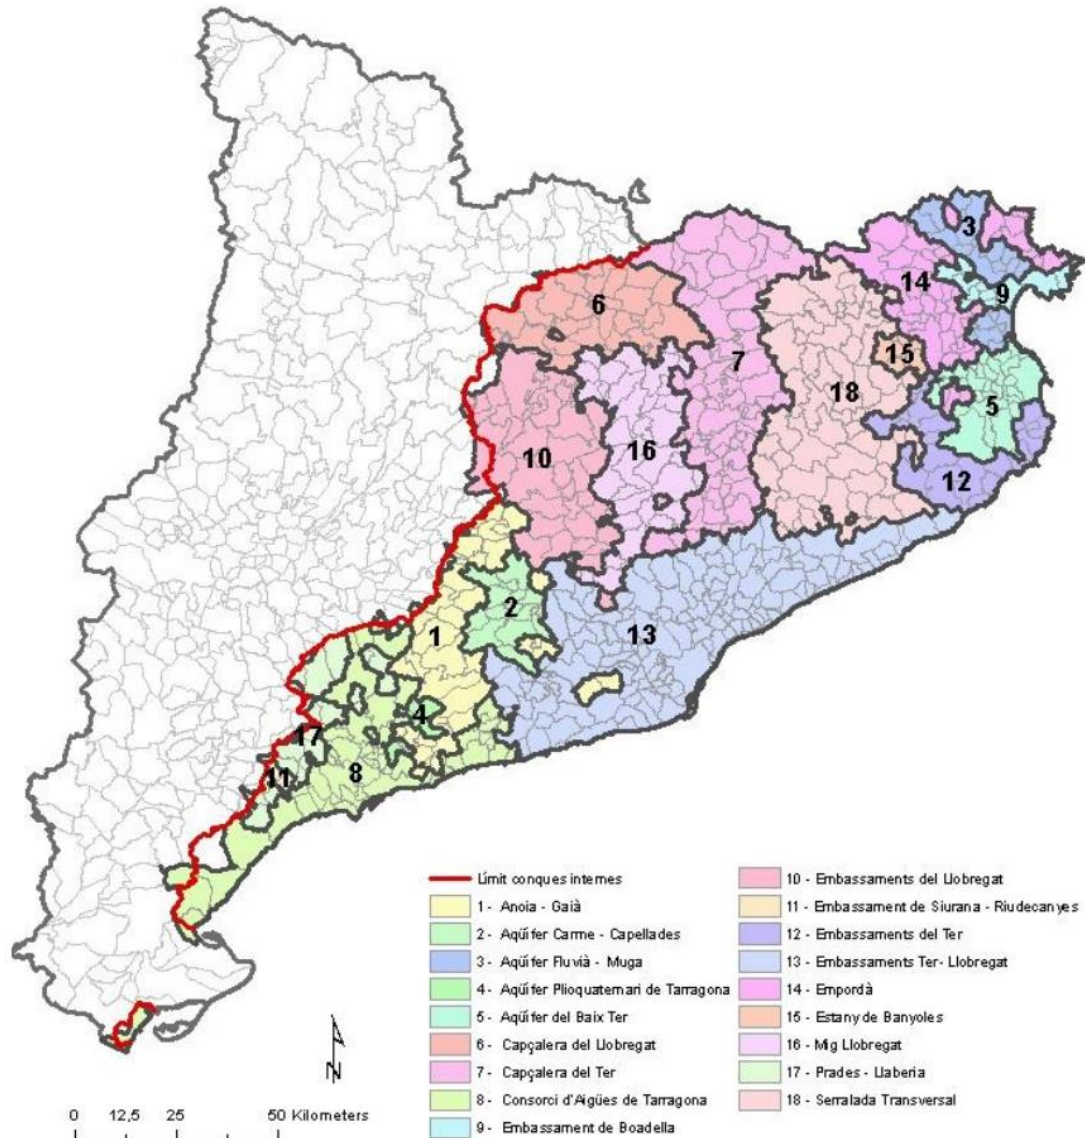 3
14
6
9
7
15
18
5
10
16
12
2
1
13
4
17
8
11
Límit conques internes
1 - Anoia - Gaià
2 - Aqüífer Carme - Capellades
3 - Aqüífer Fluvià - Muga
4 - Aqüífer Plioquaternari de Tarragona
5 - Aqüífer del Baix Ter
6 - Capçalera del Llobregat
7 - Capçalera del Ter
8 - Consorci d'Aigües de Tarragona
9 - Embassament de Boadella
10 - Embassaments del Llobregat
11 - Embassament de Siurana - Riudecanyes
12 - Embassaments del Ter
13 - Embassaments Ter- Llobregat
14 - Empordà
15 - Estany de Banyoles
16 - Mig Llobregat
17 - Prades - Llaberia
18 - Serralada Transversal
N
0 12,5 25 50 Kilometers